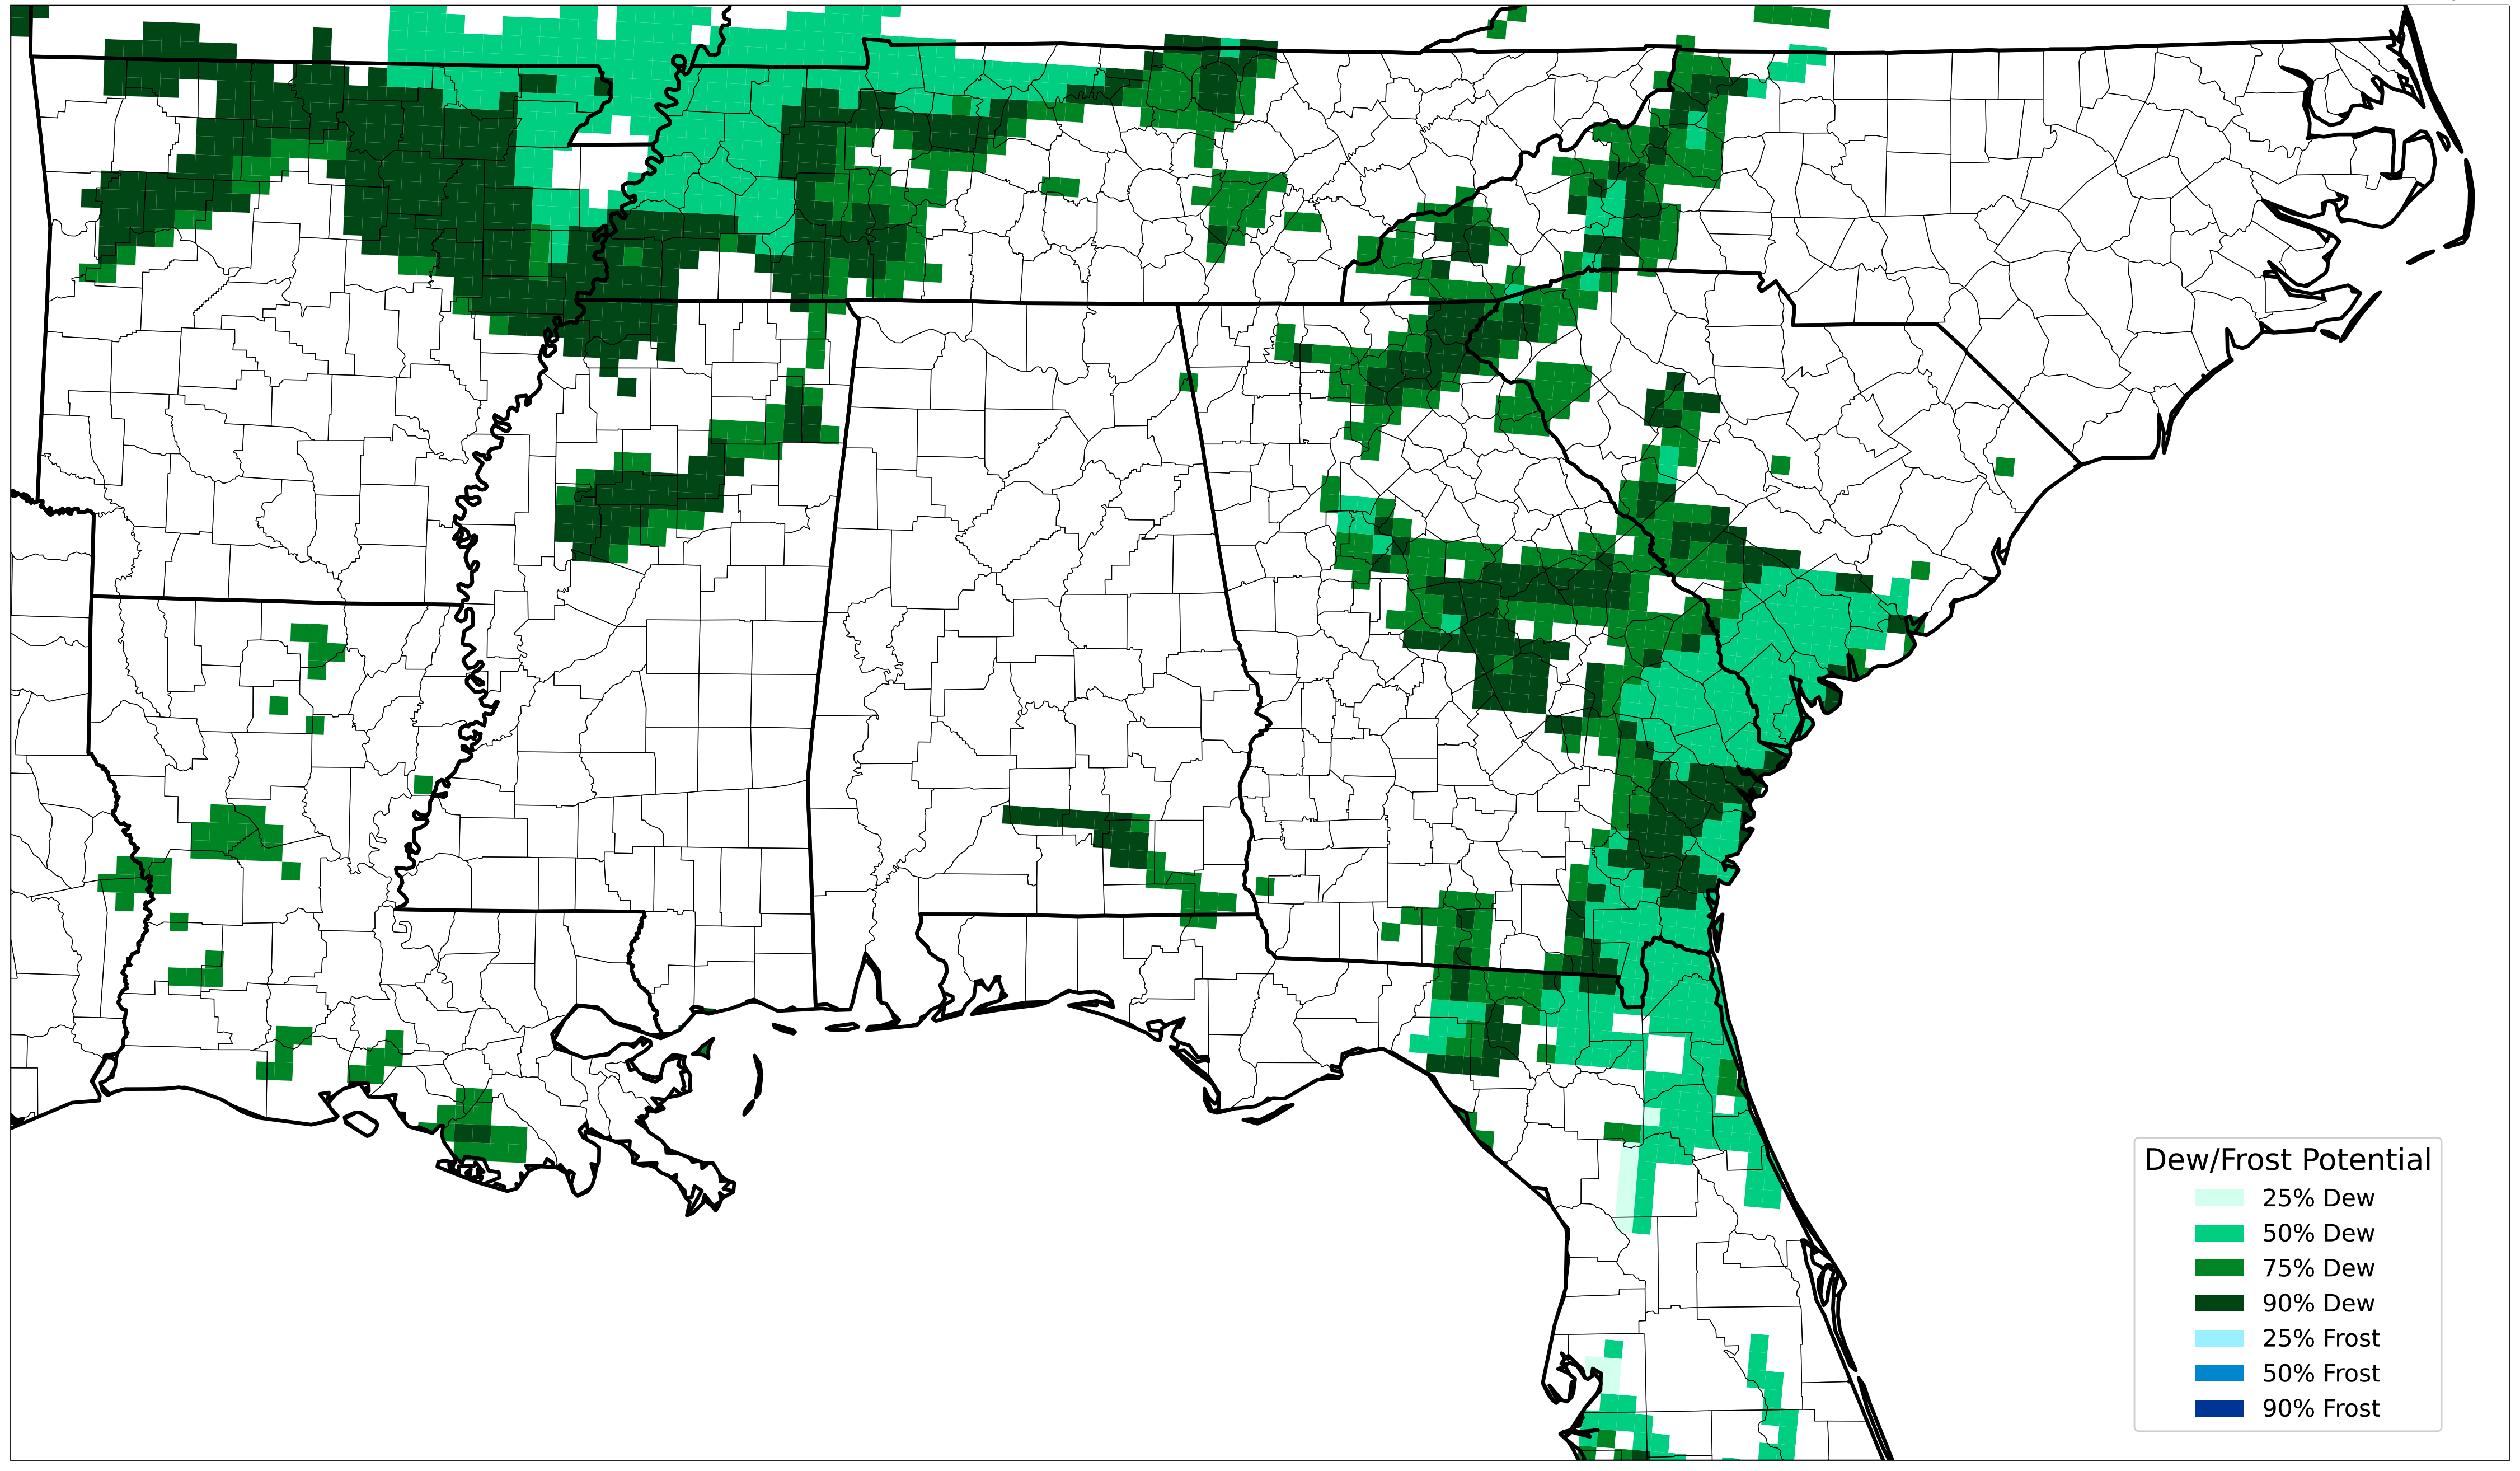 Dew/Frost Potential
25% Dew
50% Dew
75% Dew
90% Dew
25% Frost
50% Frost
90% Frost